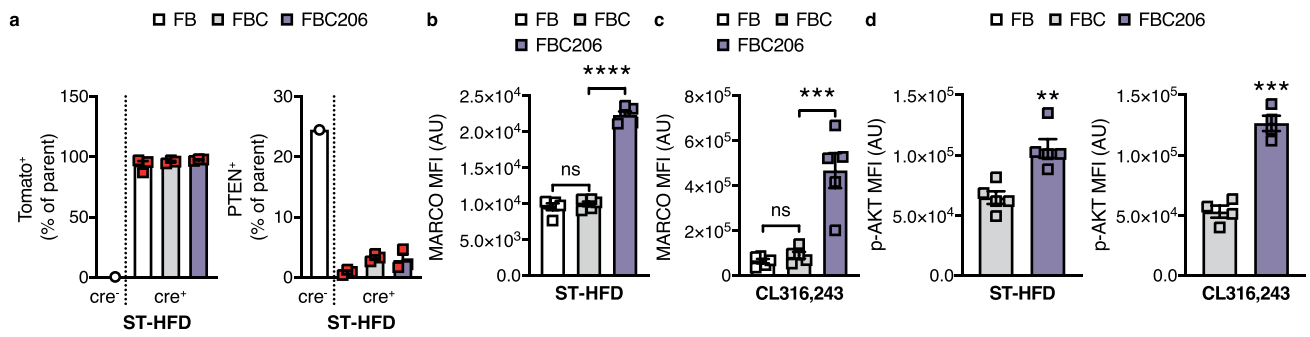 a
FB FBC FBC206
Tomato⁺
(% of parent)
150
100
50
0
cre⁻ cre⁺
ST-HFD
PTEN⁺
(% of parent)
30
20
10
0
cre⁻ cre⁺
ST-HFD
b
FB FBC
FBC206
MARCO MFI (AU)
2.5×10⁴
2.0×10⁴
1.5×10⁴
1.0×10⁴
5.0×10³
0.0
ns
****
ST-HFD
c
FB FBC
FBC206
MARCO MFI (AU)
8×10⁵
6×10⁵
4×10⁵
2×10⁵
0
ns
***
CL316,243
d
FB FBC FBC206
p-AKT MFI (AU)
1.5×10⁵
1.0×10⁵
5.0×10⁴
0.0
**
ST-HFD
p-AKT MFI (AU)
1.5×10⁵
1.0×10⁵
5.0×10⁴
0.0
***
CL316,243